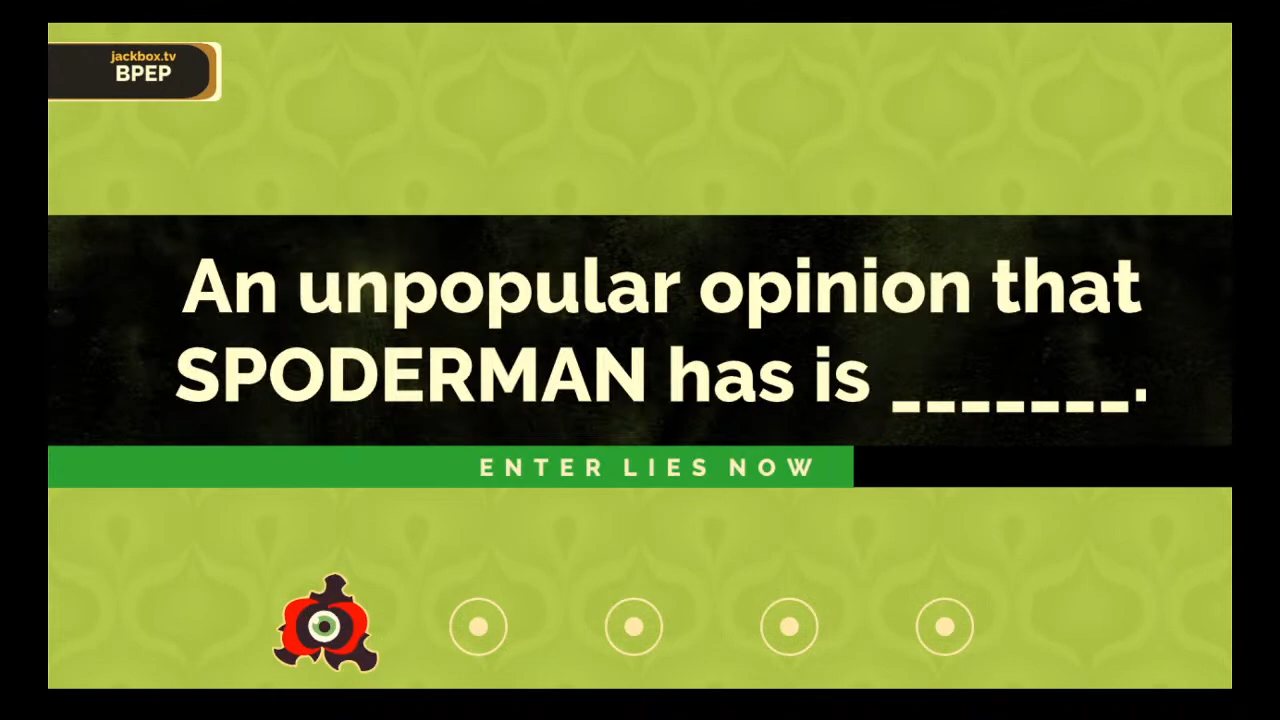 jackbox.tv
BPEP
An unpopular opinion that
SPODERMAN has is _______.
ENTER LIES NOW